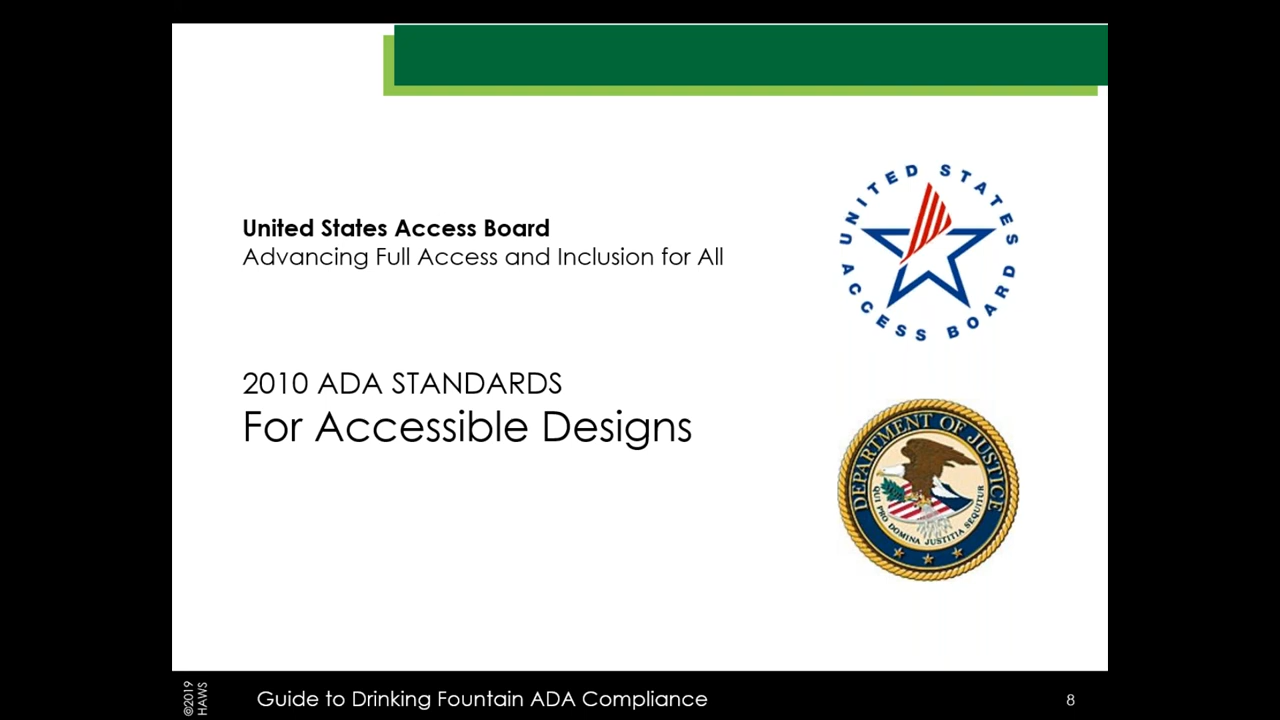 United States Access Board
Advancing Full Access and Inclusion for All
UNITED STATES ACCESS BOARD
2010 ADA STANDARDS
For Accessible Designs
DEPARTMENT OF JUSTICE
QUI PRO DOMINA JUSTITIA SEQUITUR
©2019
HAWS
Guide to Drinking Fountain ADA Compliance
8